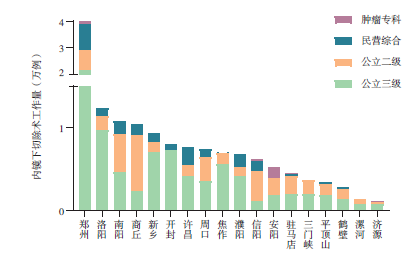 肿瘤专科
民营综合
公立二级
公立三级
内镜下切除术工作量（万例）
4
3
2
1
0
郑州
洛阳
南阳
商丘
新乡
开封
许昌
周口
焦作
濮阳
信阳
安阳
驻马店
三门峡
平顶山
鹤壁
漯河
济源